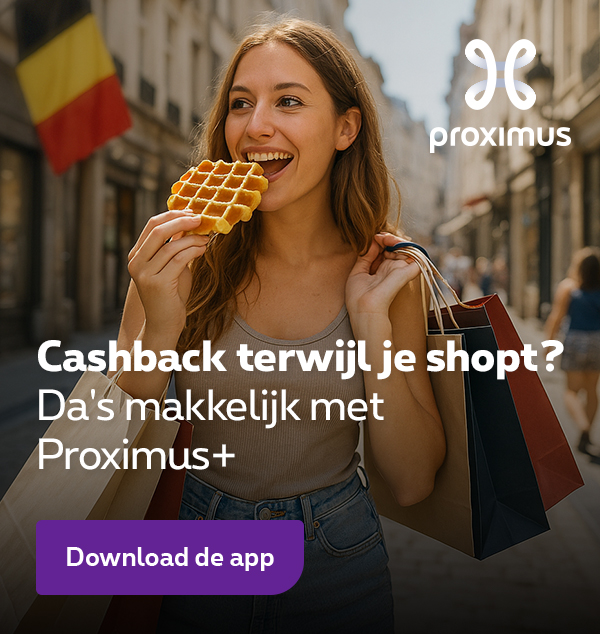 proximus
Cashback terwijl je shopt?
Da's makkelijk met
Proximus+
Download de app